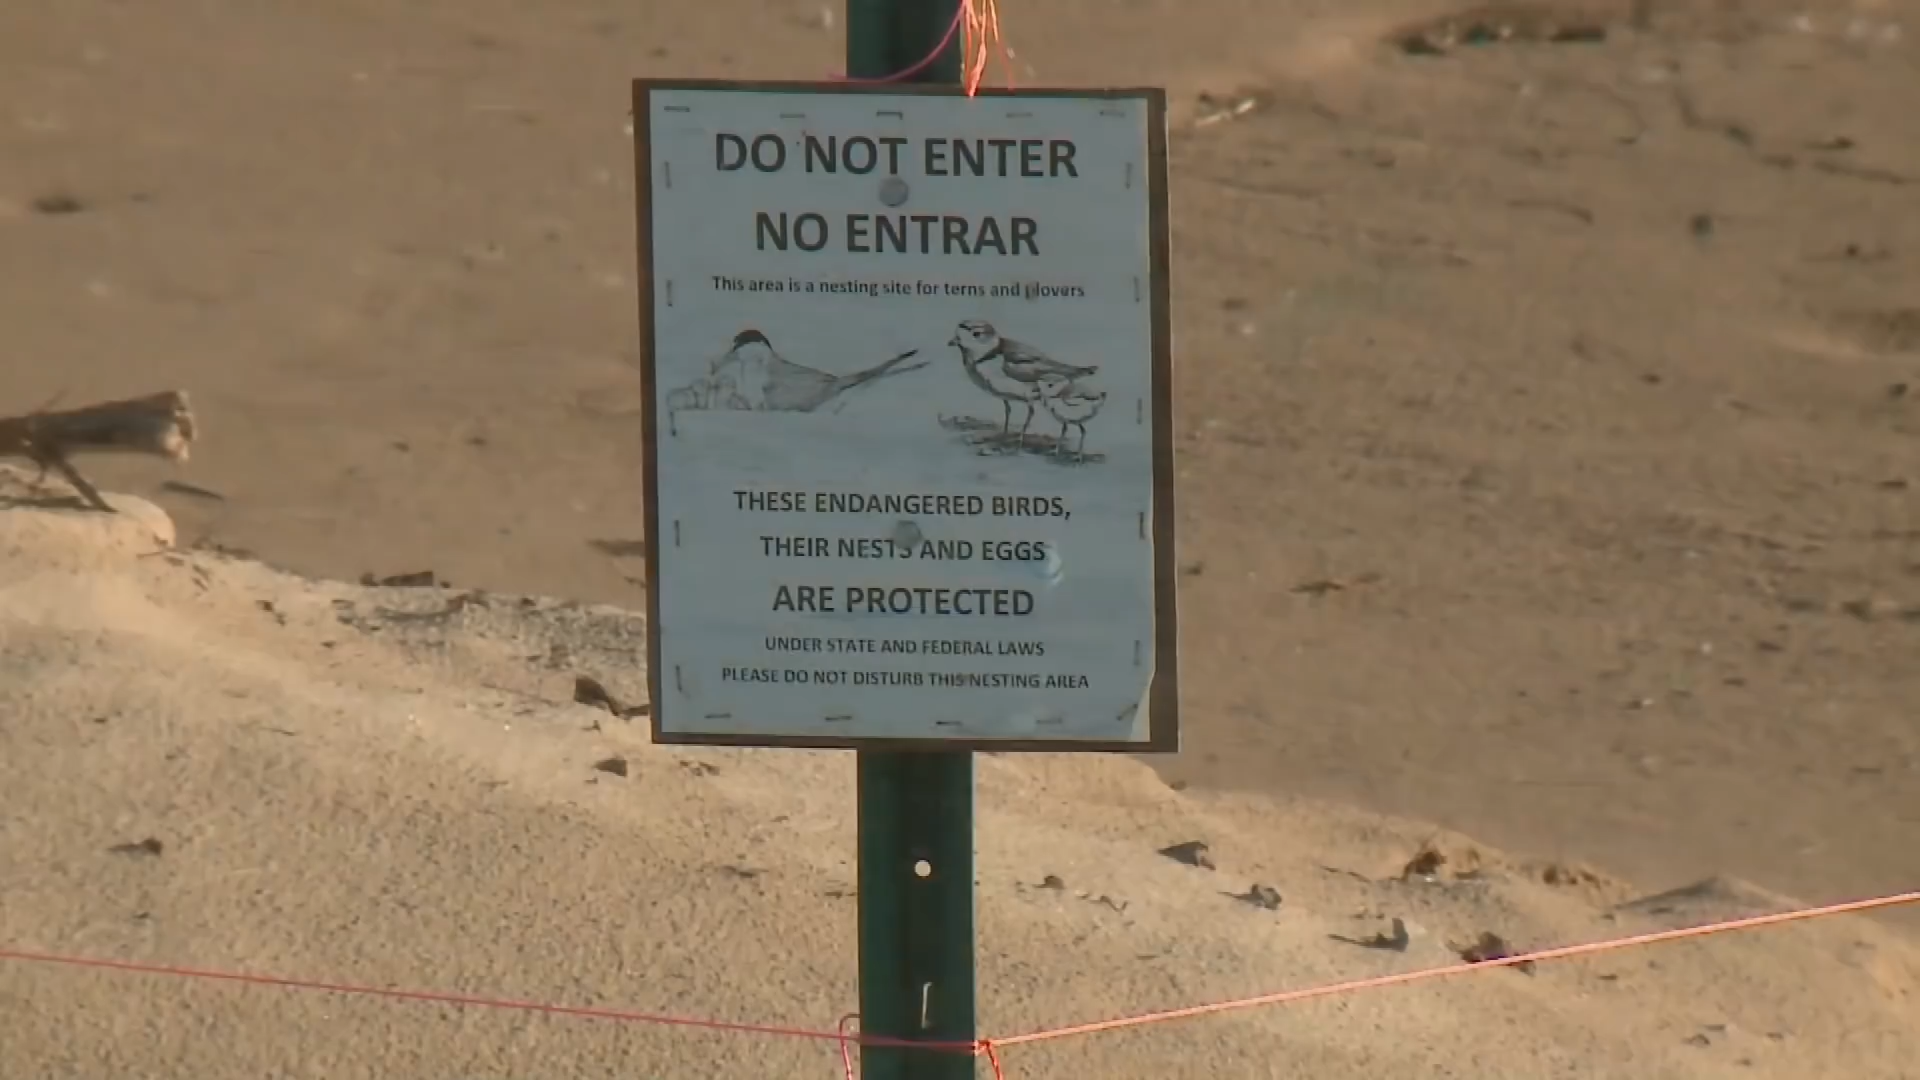 DO NOT ENTER
NO ENTRAR
This area is a nesting site for terns and plovers
THESE ENDANGERED BIRDS,
THEIR NESTS AND EGGS
ARE PROTECTED
UNDER STATE AND FEDERAL LAWS
PLEASE DO NOT DISTURB THIS NESTING AREA